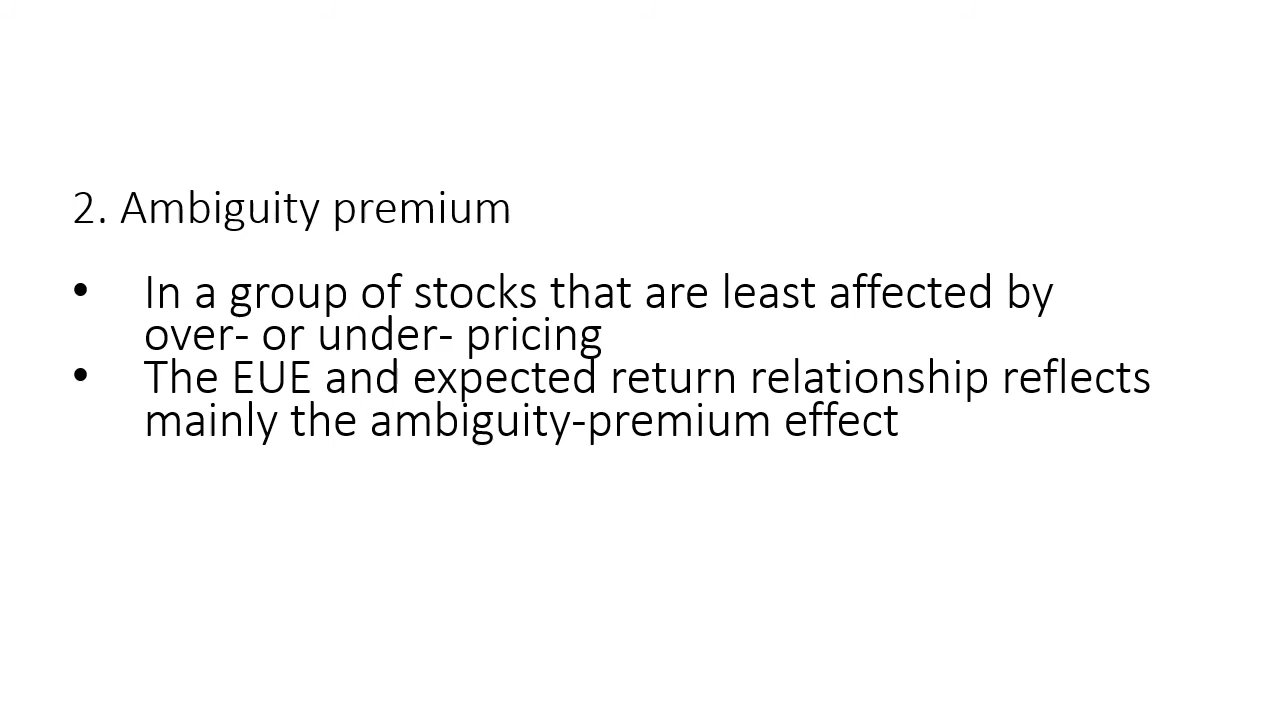 2. Ambiguity premium
• In a group of stocks that are least affected by
over- or under- pricing
• The EUE and expected return relationship reflects
mainly the ambiguity-premium effect